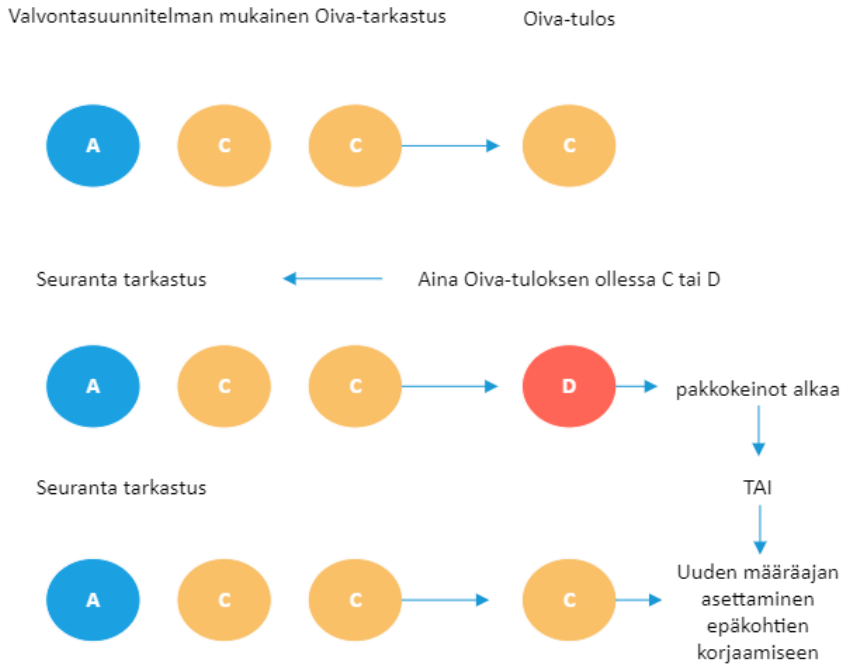 Valvontasuunnitelman mukainen Oiva-tarkastus
Oiva-tulos
A
C
C
C
Seuranta tarkastus
Aina Oiva-tuloksen ollessa C tai D
A
C
C
D
pakkokeinot alkaa
Seuranta tarkastus
TAI
A
C
C
C
Uuden määräajan
asettaminen
epäkohtien
korjaamiseen